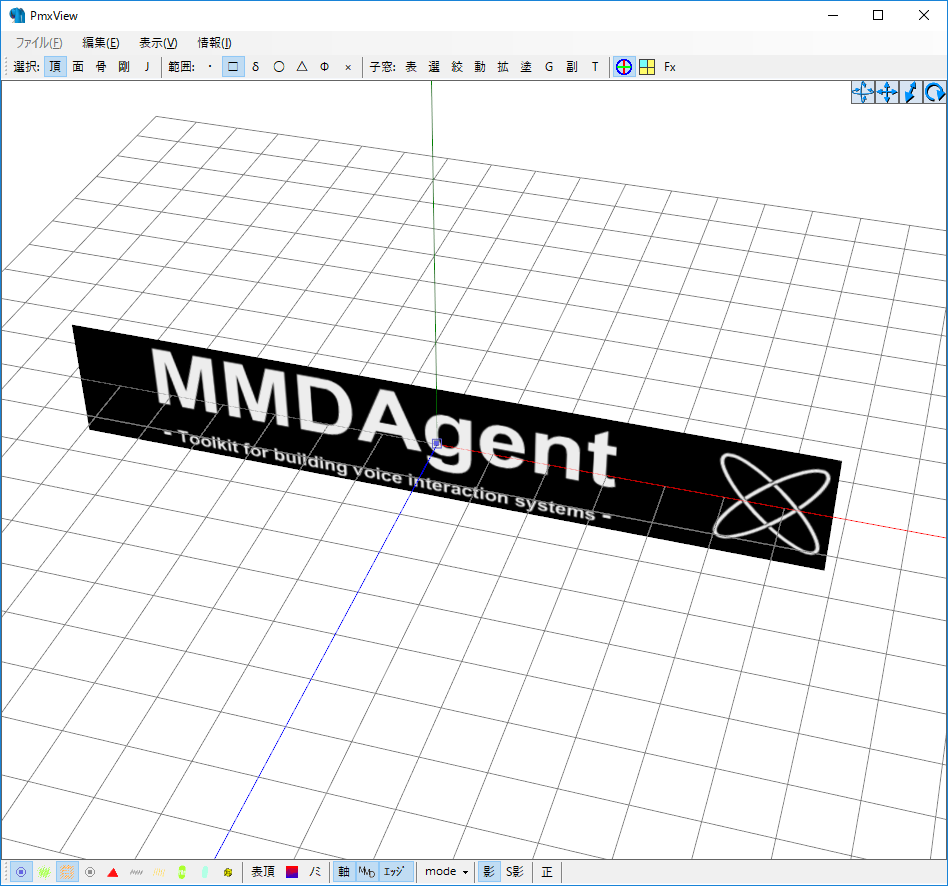 PmxView
ファイル(F) 編集(E) 表示(V) 情報(I)
選択: 頂 面 骨 剛 J 範囲: ・ □ δ ○ △ Φ × 子窓: 表 選 絞 動 拡 塗 G 副 T Fx
MMDAgent
- Toolkit for building voice interaction systems -
表頂 ノミ 軸 MMD エッジ mode 影 S影 正